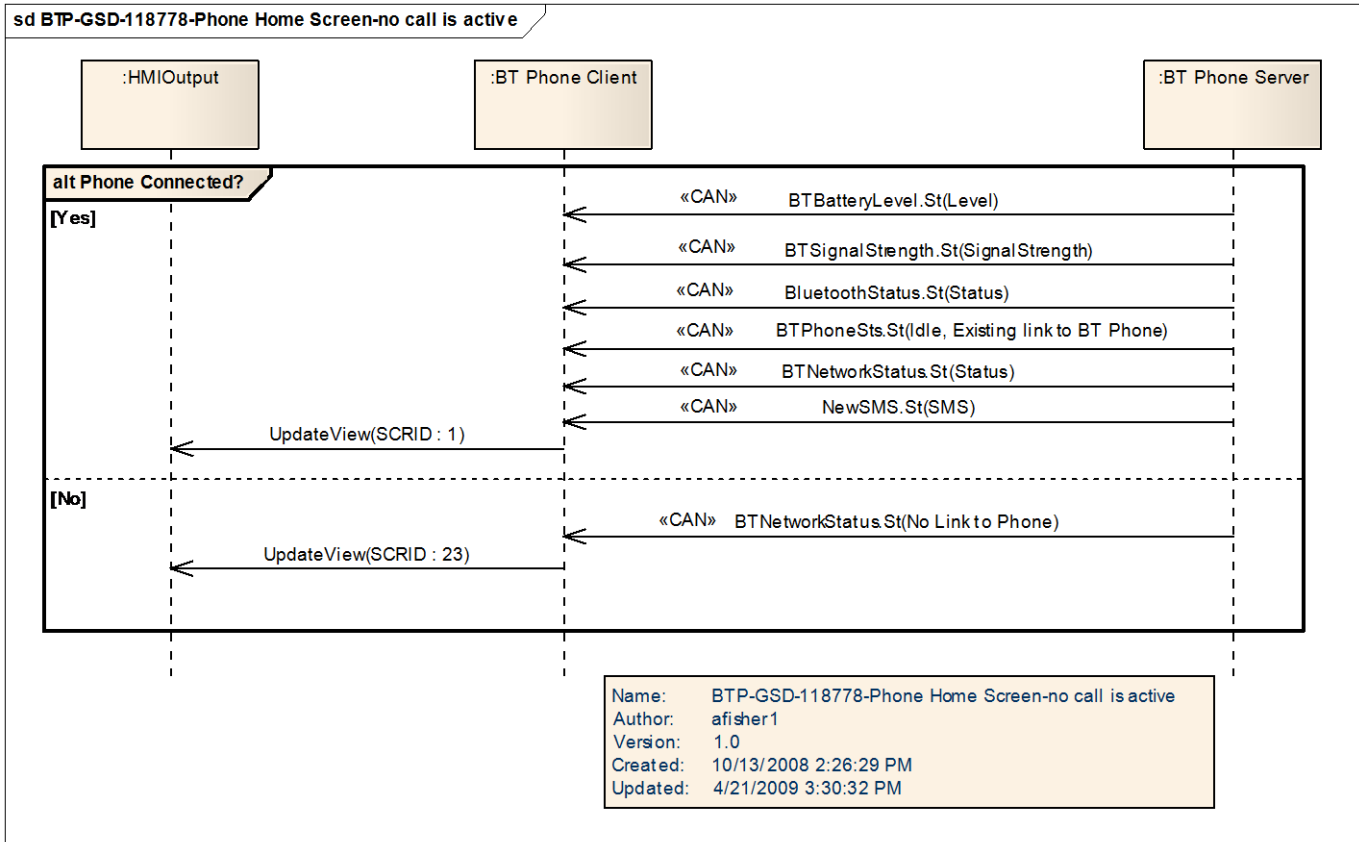 sd BTP-GSD-118778-Phone Home Screen-no call is active
:HMIOutput
:BT Phone Client
:BT Phone Server
alt Phone Connected?
[Yes]
«CAN» BTBatteryLevel.St(Level)
«CAN» BTSignalStrength.St(SignalStrength)
«CAN» BluetoothStatus.St(Status)
«CAN» BTPhoneSts.St(Idle, Existing link to BT Phone)
«CAN» BTNetworkStatus.St(Status)
«CAN» NewSMS.St(SMS)
UpdateView(SCRID : 1)
[No]
«CAN» BTNetworkStatus.St(No Link to Phone)
UpdateView(SCRID : 23)
Name: BTP-GSD-118778-Phone Home Screen-no call is active
Author: afisher1
Version: 1.0
Created: 10/13/2008 2:26:29 PM
Updated: 4/21/2009 3:30:32 PM